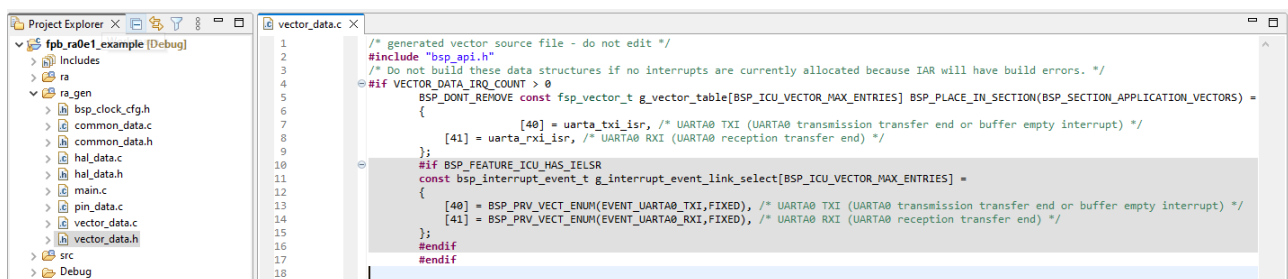 Project Explorer
fpb_ra0e1_example [Debug]
Includes
ra
ra_gen
bsp_clock_cfg.h
common_data.c
common_data.h
hal_data.c
hal_data.h
main.c
pin_data.c
vector_data.c
vector_data.h
src
Debug
vector_data.c
1 /* generated vector source file - do not edit */
2 #include "bsp_api.h"
3 /* Do not build these data structures if no interrupts are currently allocated because IAR will have build errors. */
4 #if VECTOR_DATA_IRQ_COUNT > 0
5 BSP_DONT_REMOVE const fsp_vector_t g_vector_table[BSP_ICU_VECTOR_MAX_ENTRIES] BSP_PLACE_IN_SECTION(BSP_SECTION_APPLICATION_VECTORS) =
6 {
7 [40] = uarta_txi_isr, /* UARTA0 TXI (UARTA0 transmission transfer end or buffer empty interrupt) */
8 [41] = uarta_rxi_isr, /* UARTA0 RXI (UARTA0 reception transfer end) */
9 };
10 #if BSP_FEATURE_ICU_HAS_IELSR
11 const bsp_interrupt_event_t g_interrupt_event_link_select[BSP_ICU_VECTOR_MAX_ENTRIES] =
12 {
13 [40] = BSP_PRV_VECT_ENUM(EVENT_UARTA0_TXI,FIXED), /* UARTA0 TXI (UARTA0 transmission transfer end or buffer empty interrupt) */
14 [41] = BSP_PRV_VECT_ENUM(EVENT_UARTA0_RXI,FIXED), /* UARTA0 RXI (UARTA0 reception transfer end) */
15 };
16 #endif
17 #endif
18